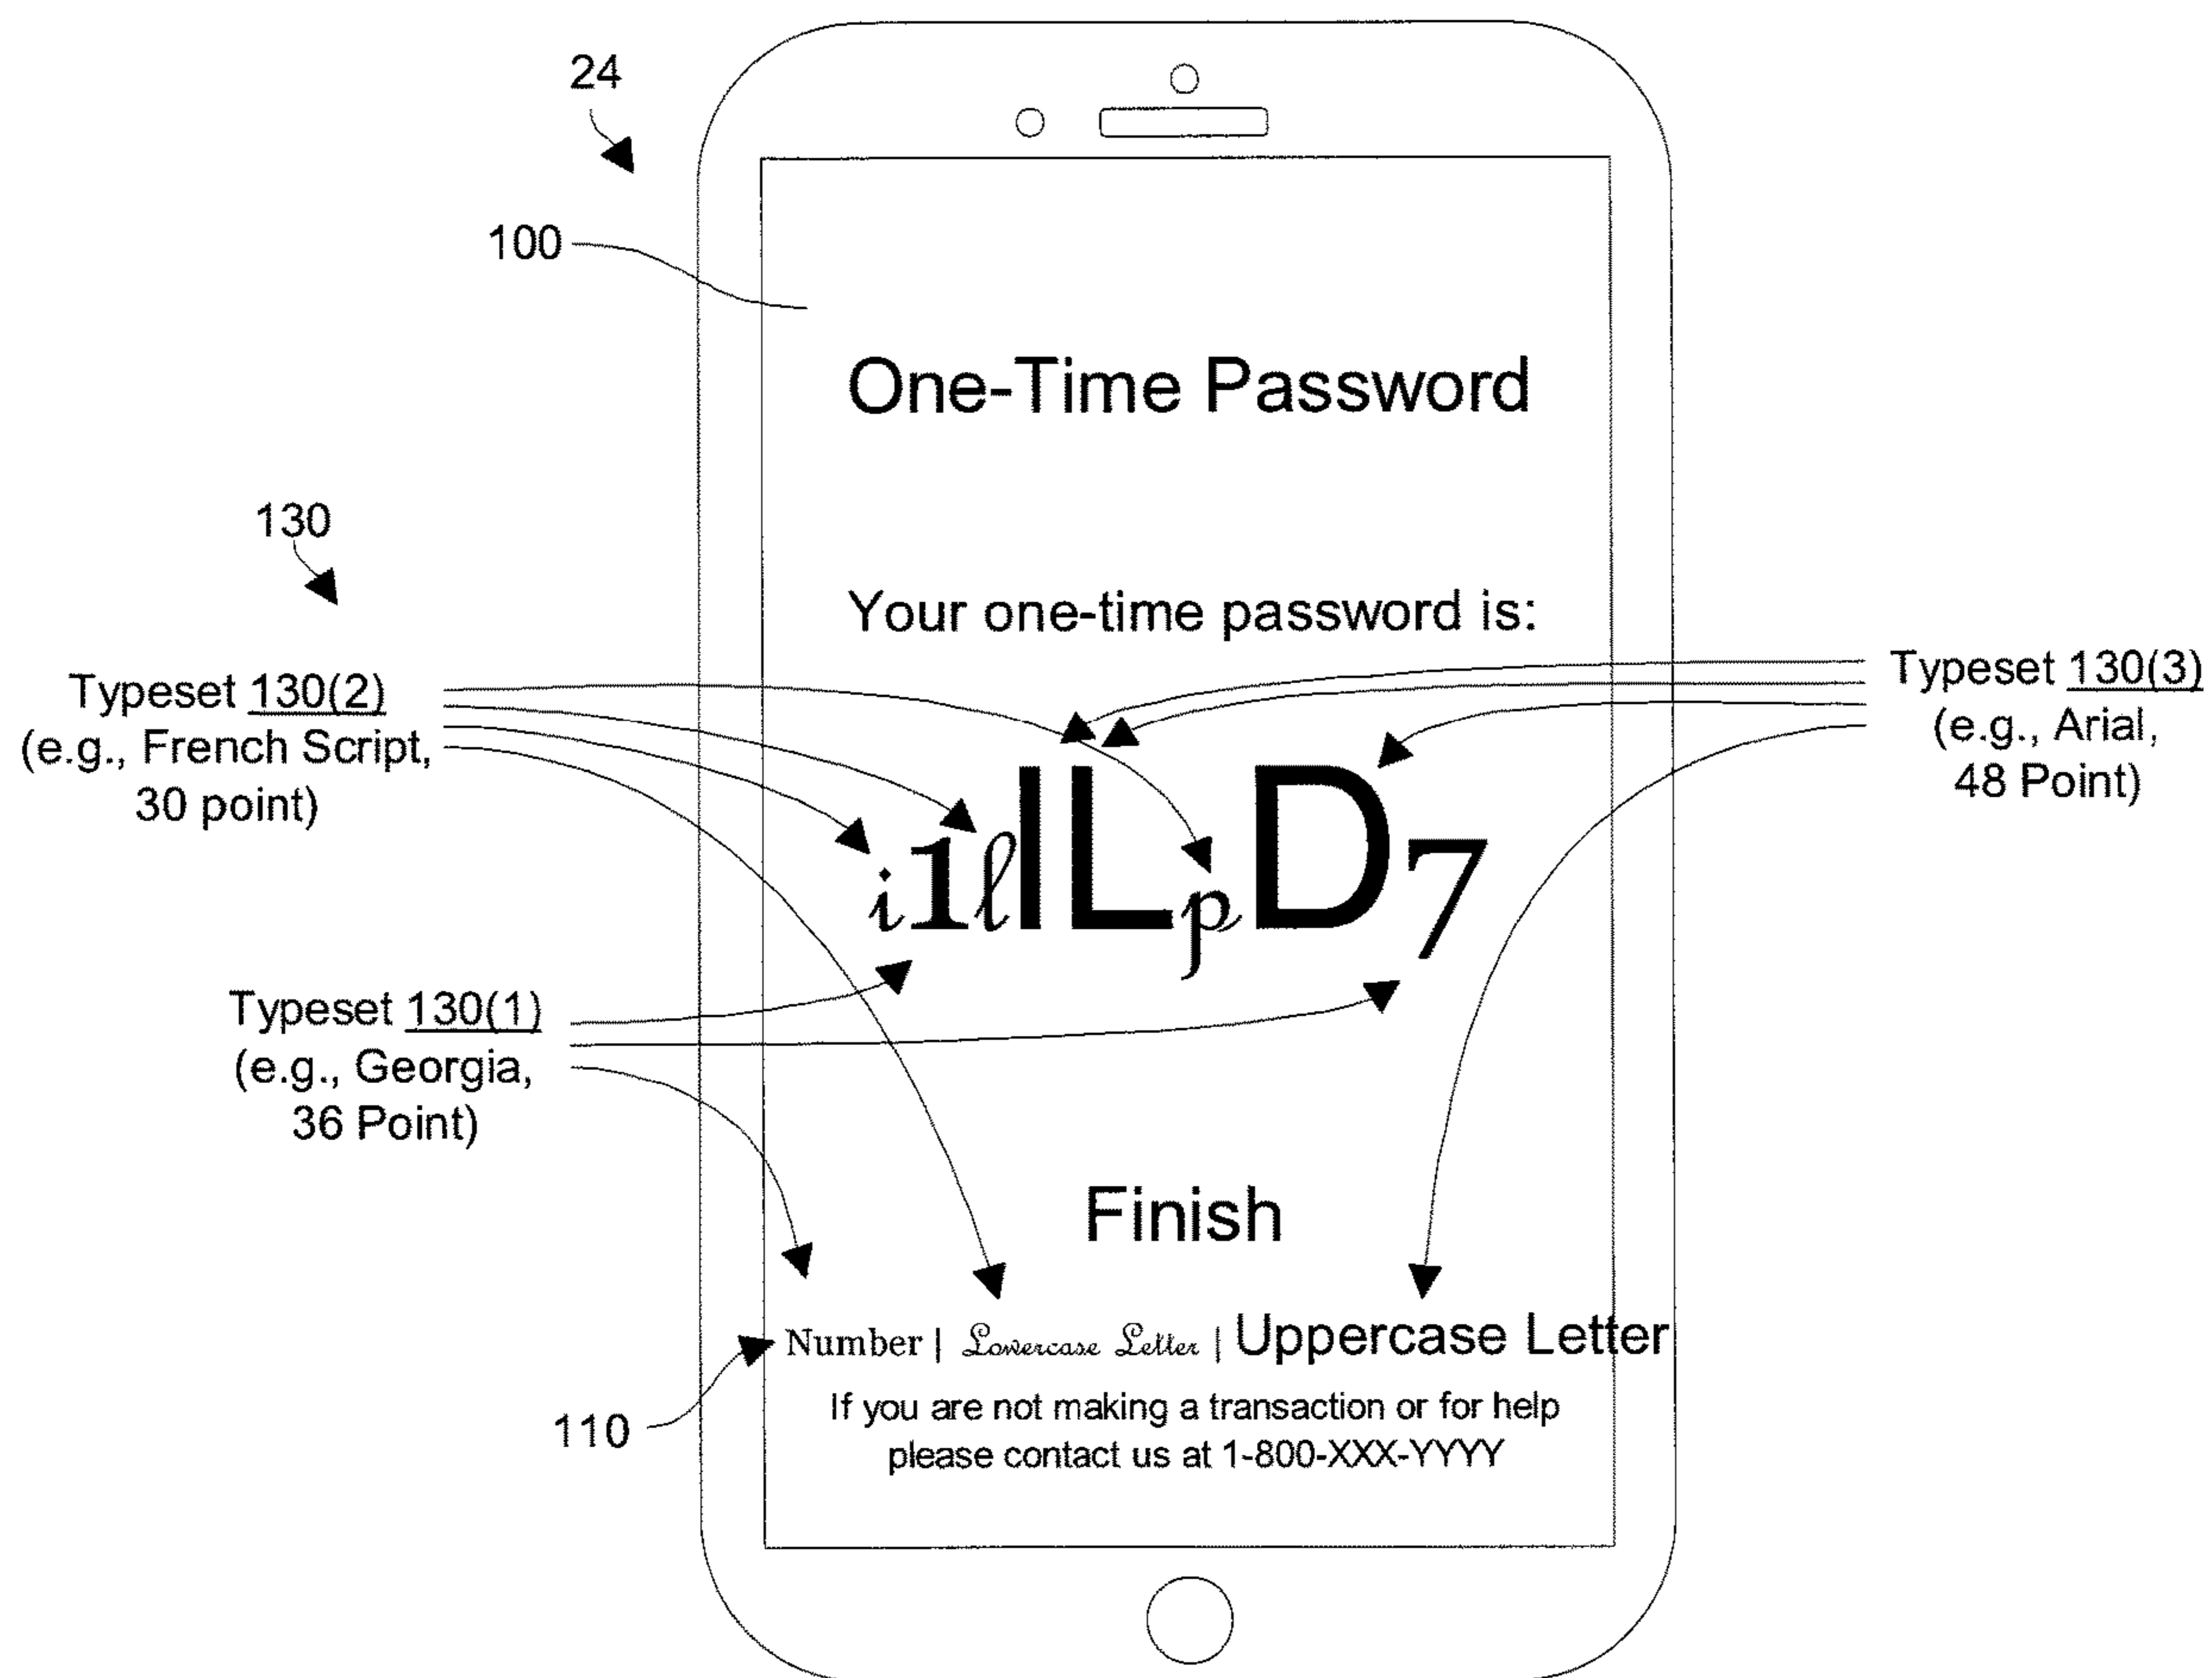 24
100
One-Time Password
130
Your one-time password is:
Typeset 130(2)
(e.g., French Script,
30 point)
Typeset 130(3)
(e.g., Arial,
48 Point)
i1lILpD7
Typeset 130(1)
(e.g., Georgia,
36 Point)
Finish
Number | Lowercase Letter | Uppercase Letter
110
If you are not making a transaction or for help
please contact us at 1-800-XXX-YYYY